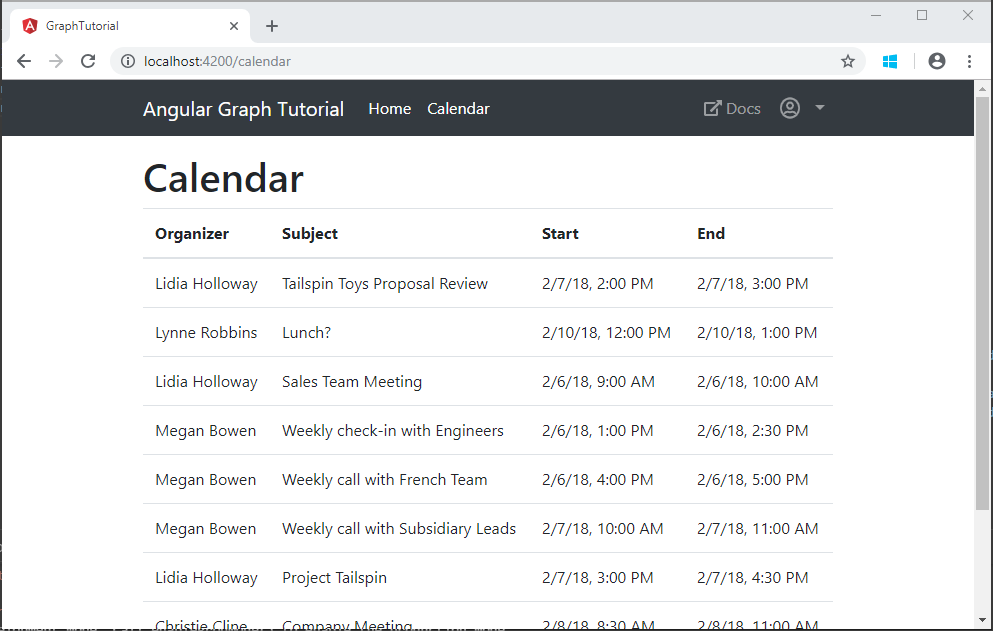 GraphTutorial
localhost:4200/calendar
Angular Graph Tutorial Home Calendar Docs
Calendar
Organizer Subject Start End
Lidia Holloway Tailspin Toys Proposal Review 2/7/18, 2:00 PM 2/7/18, 3:00 PM
Lynne Robbins Lunch? 2/10/18, 12:00 PM 2/10/18, 1:00 PM
Lidia Holloway Sales Team Meeting 2/6/18, 9:00 AM 2/6/18, 10:00 AM
Megan Bowen Weekly check-in with Engineers 2/6/18, 1:00 PM 2/6/18, 2:30 PM
Megan Bowen Weekly call with French Team 2/6/18, 4:00 PM 2/6/18, 5:00 PM
Megan Bowen Weekly call with Subsidiary Leads 2/7/18, 10:00 AM 2/7/18, 11:00 AM
Lidia Holloway Project Tailspin 2/7/18, 3:00 PM 2/7/18, 4:30 PM
Christie Cline Company Meeting 2/8/18, 8:30 AM 2/8/18, 11:00 AM